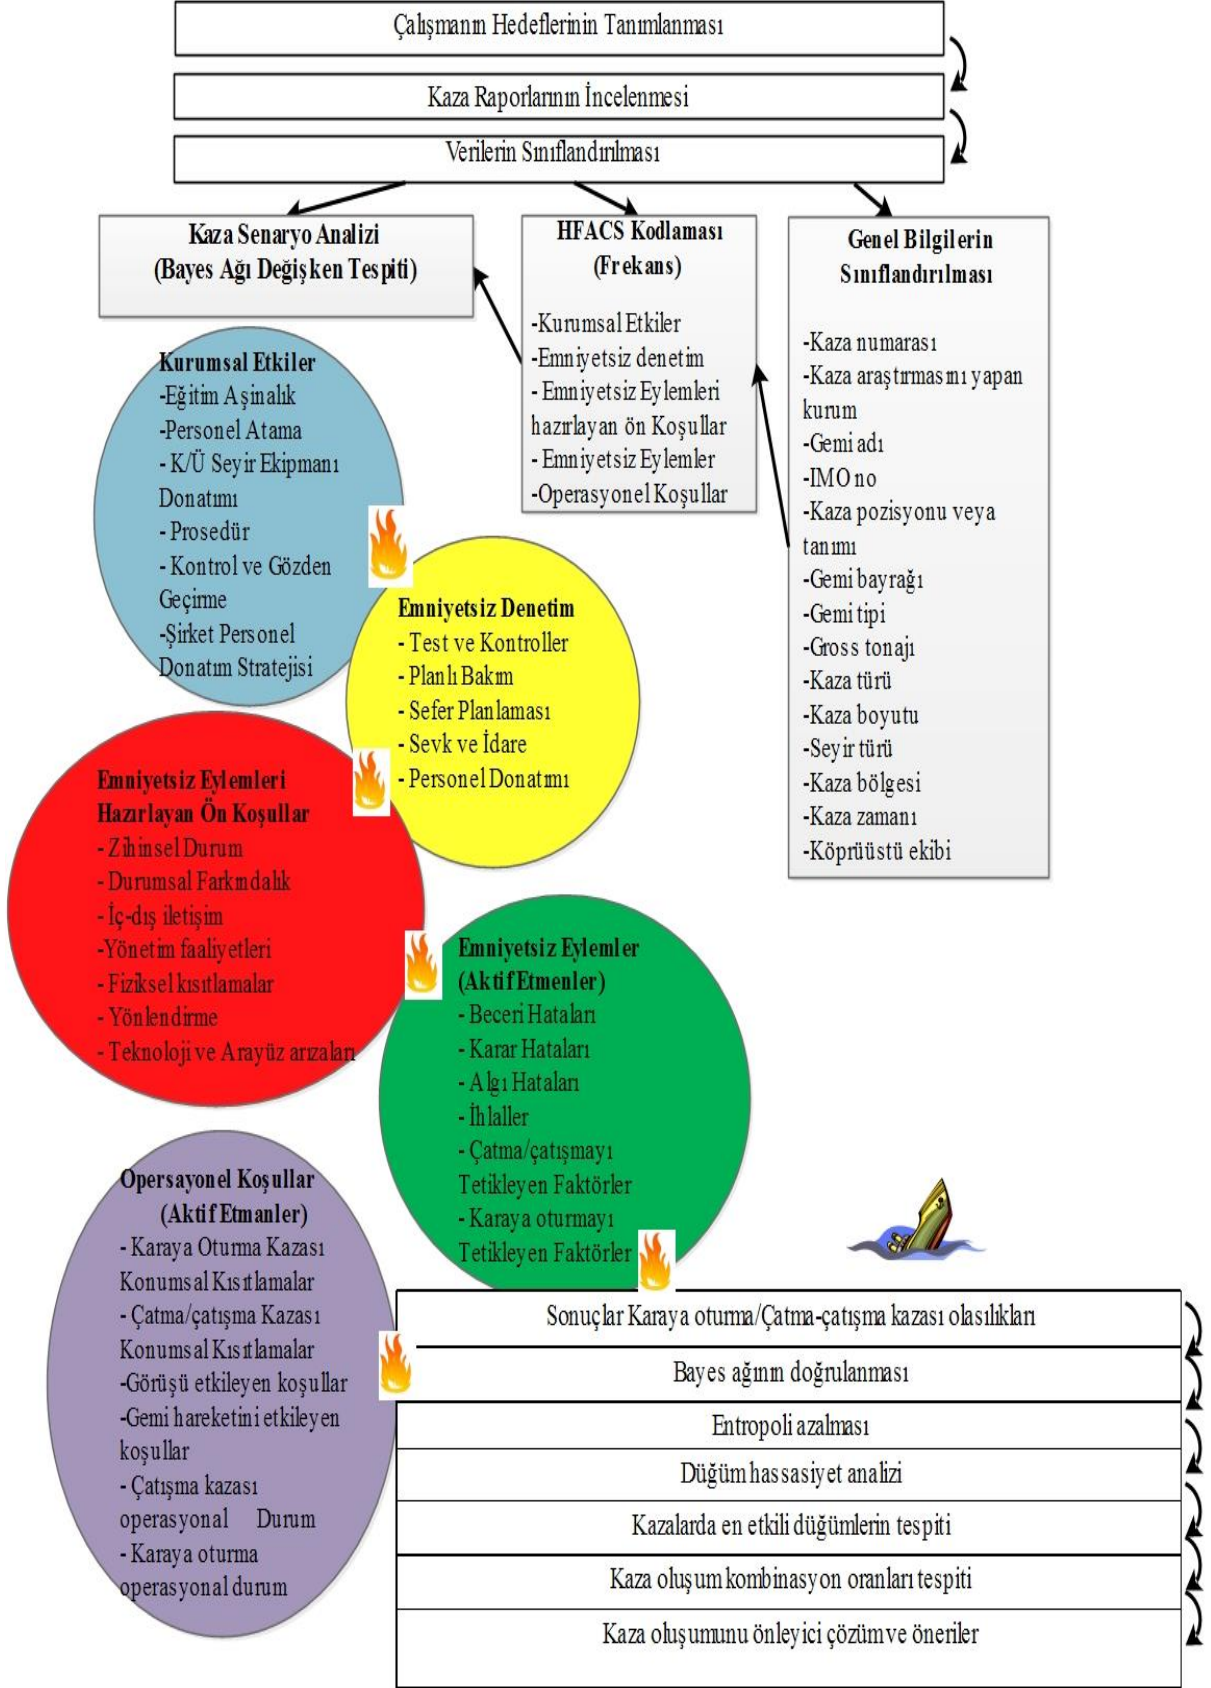 Çalışmanın Hedeflerinin Tanımlanması
Kaza Raporlarının İncelenmesi
Verilerin Sınıflandırılması
Kaza Senaryo Analizi
(Bayes Ağı Değişken Tespiti)
HFACS Kodlaması
(Frekans)
-Kurumsal Etkiler
-Emniyetsiz denetim
- Emniyetsiz Eylemleri
hazırlayan ön Koşullar
- Emniyetsiz Eylemler
-Operasyonel Koşullar
Genel Bilgilerin
Sınıflandırılması
-Kaza numarası
-Kaza araştırmasını yapan
kurum
-Gemi adı
-IMO no
-Kaza pozisyonu veya
tanımı
-Gemi bayrağı
-Gemi tipi
-Gross tonajı
-Kaza türü
-Kaza boyutu
-Seyir türü
-Kaza bölgesi
-Kaza zamanı
-Köprüüstü ekibi
Kurumsal Etkiler
-Eğitim Aşinalık
-Personel Atama
- K/Ü Seyir Ekipmanı
Donatımı
- Prosedür
- Kontrol ve Gözden
Geçirme
-Şirket Personel
Donatım Stratejisi
Emniyetsiz Denetim
- Test ve Kontroller
- Planlı Bakım
- Sefer Planlaması
- Sevk ve İdare
- Personel Donatımı
Emniyetsiz Eylemleri
Hazırlayan Ön Koşullar
- Zihinsel Durum
- Durumsal Farkındalık
- İç-dış iletişim
-Yönetim faaliyetleri
- Fiziksel kısıtlamalar
- Yönlendirme
- Teknoloji ve Arayüz arızaları
Emniyetsiz Eylemler
(Aktif Etmenler)
- Beceri Hataları
- Karar Hataları
- Algı Hataları
- İhlaller
- Çatma/çatışmayı
Tetikleyen Faktörler
- Karaya oturmayı
Tetikleyen Faktörler
Opersayonel Koşullar
(Aktif Etmanler)
- Karaya Oturma Kazası
Konumsal Kısıtlamalar
- Çatma/çatışma Kazası
Konumsal Kısıtlamalar
-Görüşü etkileyen koşullar
-Gemi hareketini etkileyen
koşullar
- Çatışma kazası
operasyonal Durum
- Karaya oturma
operasyonal durum
Sonuçlar Karaya oturma/Çatma-çatışma kazası olasılıkları
Bayes ağının doğrulanması
Entropoli azalması
Düğüm hassasiyet analizi
Kazalarda en etkili düğümlerin tespiti
Kaza oluşum kombinasyon oranları tespiti
Kaza oluşumunu önleyici çözüm ve öneriler